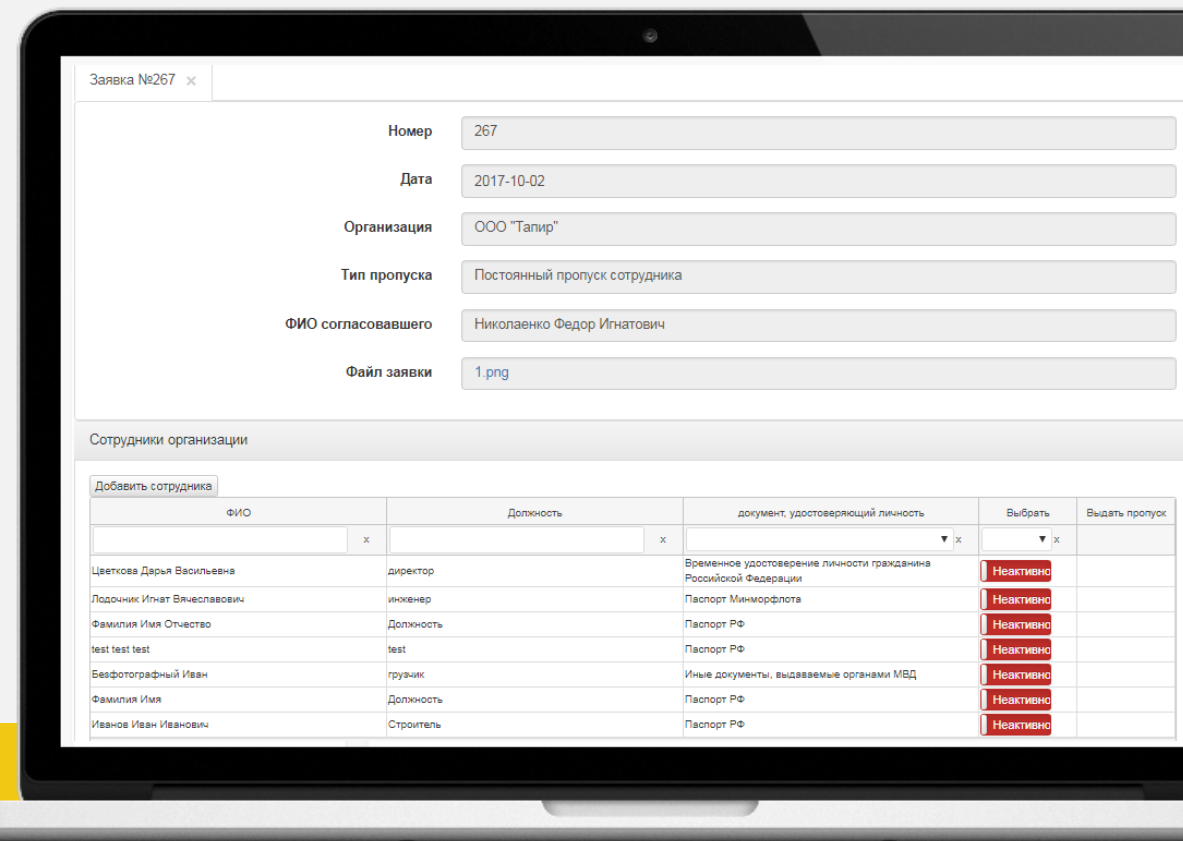 Заявка №267 ×
Номер 267
Дата 2017-10-02
Организация ООО "Тапир"
Тип пропуска Постоянный пропуск сотрудника
ФИО согласовавшего Николаенко Федор Игнатович
Файл заявки 1.png
Сотрудники организации
Добавить сотрудника
ФИО Должность документ, удостоверяющий личность Выбрать Выдать пропуск
x x x x
Цветкова Дарья Васильевна директор Временное удостоверение личности гражданина
Российской Федерации Неактивно
Лодочник Игнат Вячеславович инженер Паспорт Минморфлота Неактивно
Фамилия Имя Отчество Должность Паспорт РФ Неактивно
test test test test Паспорт РФ Неактивно
Безфотографный Иван грузчик Иные документы, выдаваемые органами МВД Неактивно
Фамилия Имя Должность Паспорт РФ Неактивно
Иванов Иван Иванович Строитель Паспорт РФ Неактивно